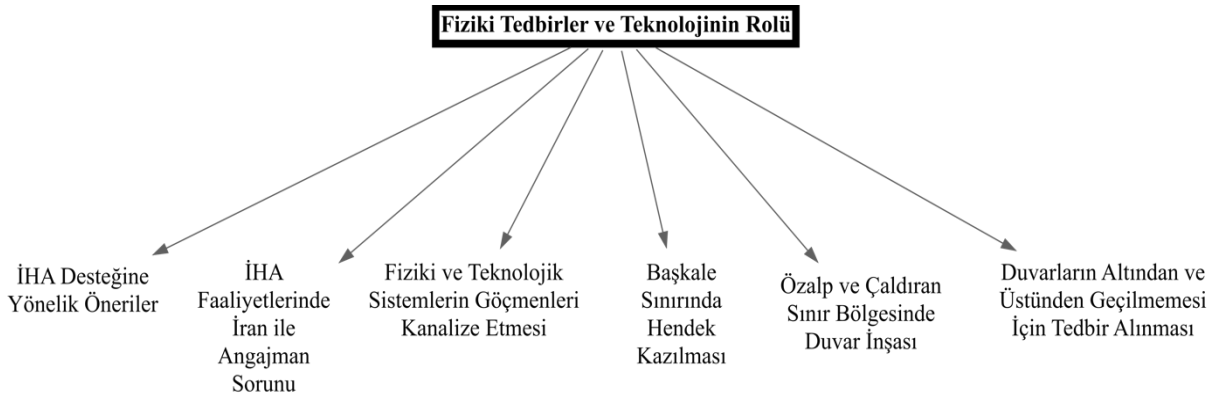 Fiziki Tedbirler ve Teknolojinin Rolü
İHA Desteğine
Yönelik Öneriler
İHA
Faaliyetlerinde
İran ile
Angajman
Sorunu
Fiziki ve Teknolojik
Sistemlerin Göçmenleri
Kanalize Etmesi
Başkale
Sınırında
Hendek
Kazılması
Özalp ve Çaldıran
Sınır Bölgesinde
Duvar İnşası
Duvarların Altından ve
Üstünden Geçilmemesi
İçin Tedbir Alınması